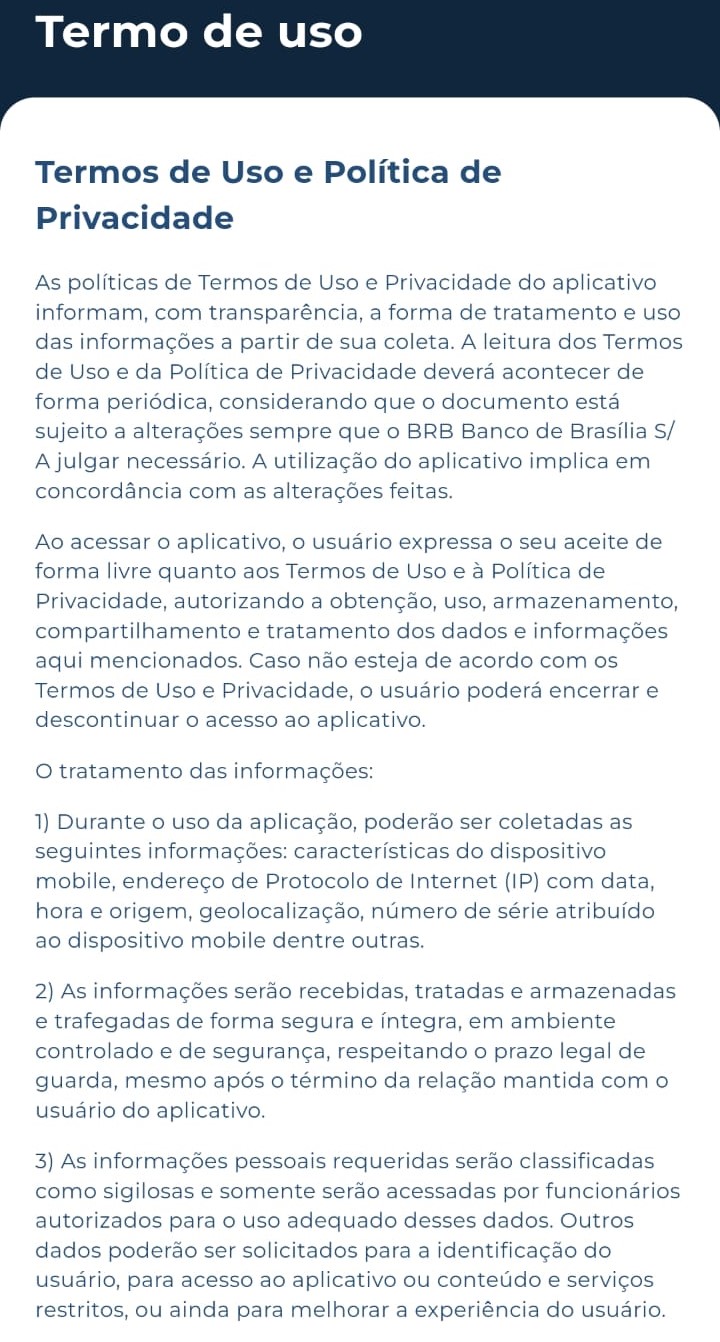 Termo de uso
Termos de Uso e Política de
Privacidade
As políticas de Termos de Uso e Privacidade do aplicativo
informam, com transparência, a forma de tratamento e uso
das informações a partir de sua coleta. A leitura dos Termos
de Uso e da Política de Privacidade deverá acontecer de
forma periódica, considerando que o documento está
sujeito a alterações sempre que o BRB Banco de Brasília S/
A julgar necessário. A utilização do aplicativo implica em
concordância com as alterações feitas.
Ao acessar o aplicativo, o usuário expressa o seu aceite de
forma livre quanto aos Termos de Uso e à Política de
Privacidade, autorizando a obtenção, uso, armazenamento,
compartilhamento e tratamento dos dados e informações
aqui mencionados. Caso não esteja de acordo com os
Termos de Uso e Privacidade, o usuário poderá encerrar e
descontinuar o acesso ao aplicativo.
O tratamento das informações:
1) Durante o uso da aplicação, poderão ser coletadas as
seguintes informações: características do dispositivo
mobile, endereço de Protocolo de Internet (IP) com data,
hora e origem, geolocalização, número de série atribuído
ao dispositivo mobile dentre outras.
2) As informações serão recebidas, tratadas e armazenadas
e trafegadas de forma segura e íntegra, em ambiente
controlado e de segurança, respeitando o prazo legal de
guarda, mesmo após o término da relação mantida com o
usuário do aplicativo.
3) As informações pessoais requeridas serão classificadas
como sigilosas e somente serão acessadas por funcionários
autorizados para o uso adequado desses dados. Outros
dados poderão ser solicitados para a identificação do
usuário, para acesso ao aplicativo ou conteúdo e serviços
restritos, ou ainda para melhorar a experiência do usuário.